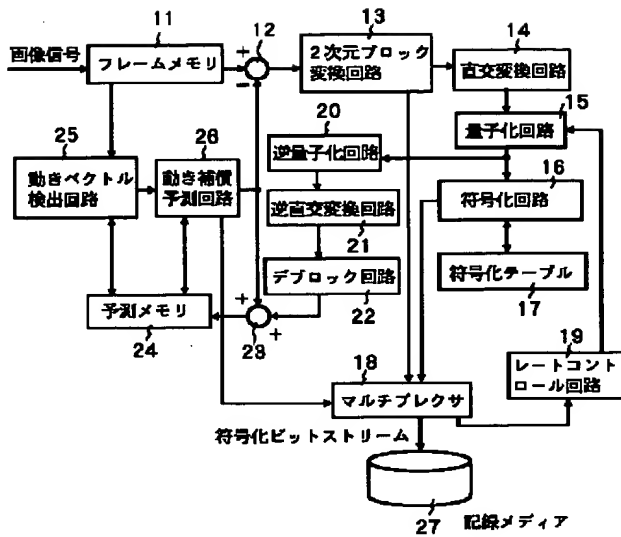 11
画像信号
フレームメモリ
+
−
12
13
2次元ブロック
変換回路
14
直交変換回路
15
量子化回路
20
逆量子化回路
25
動きベクトル
検出回路
26
動き補償
予測回路
16
符号化回路
逆直交変換回路
21
符号化テーブル
17
デブロック回路
22
予測メモリ
24
+
+
23
19
レートコント
ロール回路
18
マルチプレクサ
符号化ビットストリーム
27
記録メディア